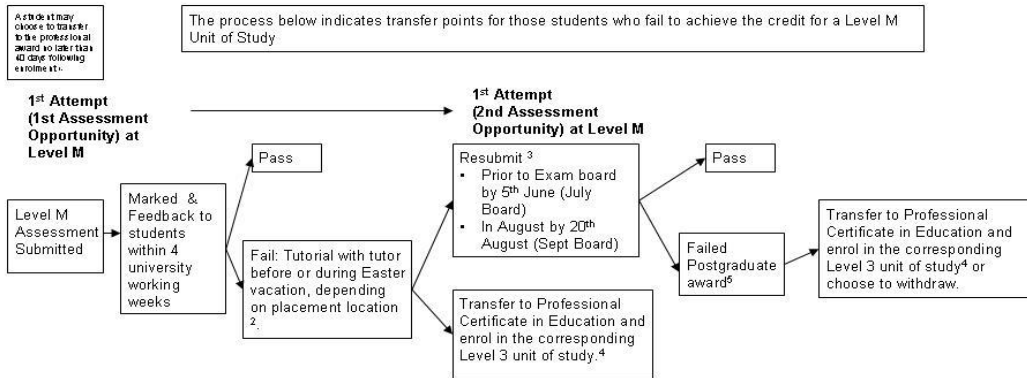 A student may
choose to transfer
to the professional
award no later than
40 days following
enrolment
The process below indicates transfer points for those students who fail to achieve the credit for a Level M
Unit of Study
1st Attempt
(1st Assessment
Opportunity) at
Level M
1st Attempt
(2nd Assessment
Opportunity) at Level M
Level M
Assessment
Submitted
Marked & 
Feedback to
students
within 4
university
working
weeks
Pass
Fail: Tutorial with tutor
before or during Easter
vacation, depending
on placement location
2.
Resubmit 3
▪ Prior to Exam board
by 5th June (July
Board)
▪ In August by 20th
August (Sept Board)
Transfer to Professional
Certificate in Education and
enrol in the corresponding
Level 3 unit of study.4
Pass
Failed
Postgraduate
award5
Transfer to Professional
Certificate in Education and
enrol in the corresponding
Level 3 unit of study4 or
choose to withdraw.